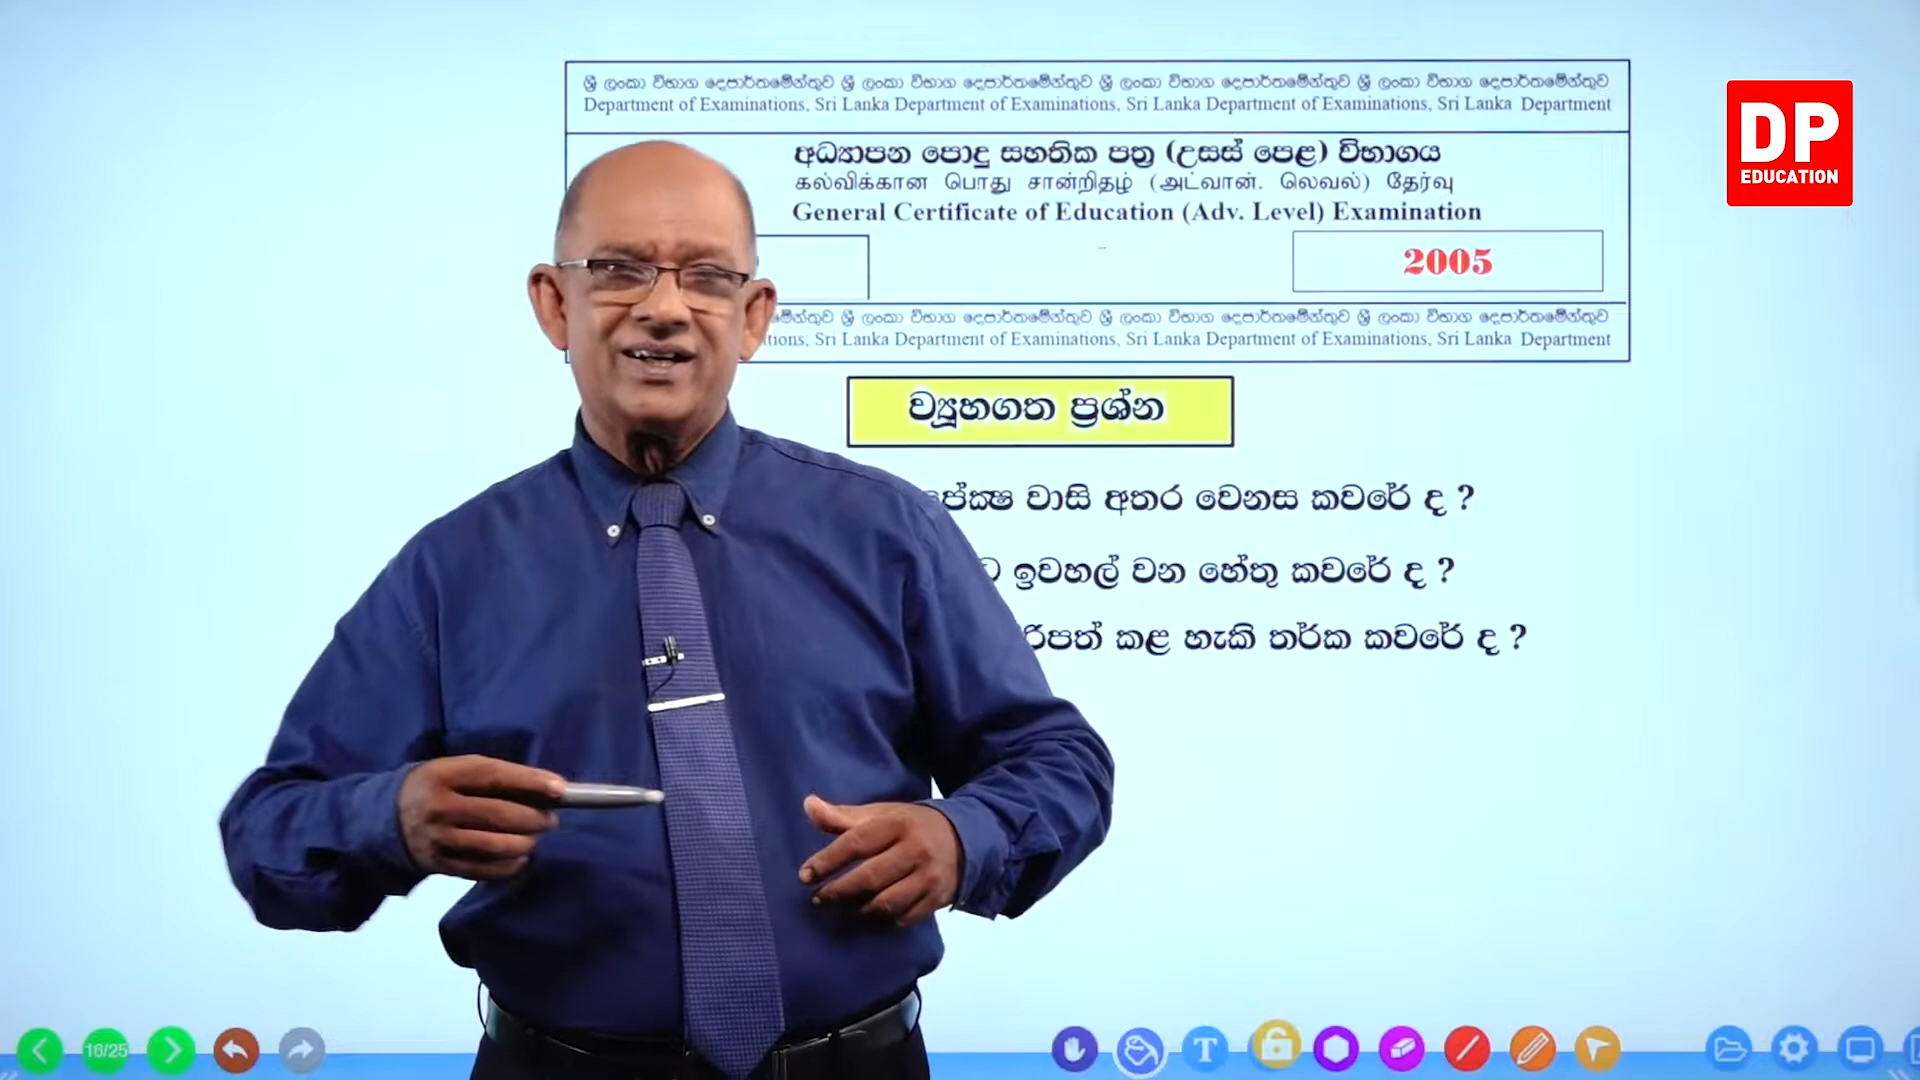 ශ්‍රී ලංකා විභාග දෙපාර්තමේන්තුව ශ්‍රී ලංකා විභාග දෙපාර්තමේන්තුව ශ්‍රී ලංකා විභාග දෙපාර්තමේන්තුව ශ්‍රී ලංකා විභාග දෙපාර්තමේන්තුව
Department of Examinations, Sri Lanka Department of Examinations, Sri Lanka Department of Examinations, Sri Lanka Department
අධ්‍යාපන පොදු සහතික පත්‍ර (උසස් පෙළ) විභාගය
கல்விக்கான பொது சான்றிதழ் (அட்வான். லெவல்) தேர்வு
General Certificate of Education (Adv. Level) Examination
2005
ශ්‍රී ලංකා විභාග දෙපාර්තමේන්තුව ශ්‍රී ලංකා විභාග දෙපාර්තමේන්තුව ශ්‍රී ලංකා විභාග දෙපාර්තමේන්තුව
Sri Lanka Department of Examinations, Sri Lanka Department of Examinations, Sri Lanka Department
ව්‍යූහගත ප්‍රශ්න
වාසි අතර වෙනස කවරේ ද ?
ඉවහල් වන හේතු කවරේ ද ?
කළ හැකි තර්ක කවරේ ද ?
DP
EDUCATION
16/25